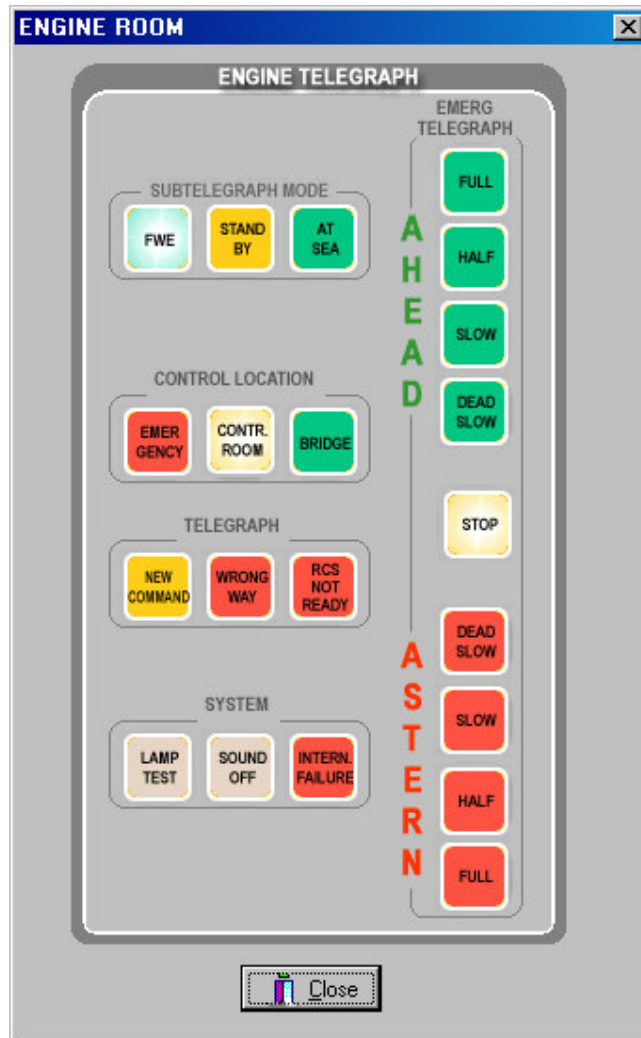 ENGINE ROOM
ENGINE TELEGRAPH
SUBTELEGRAPH MODE
FWE
STAND
BY
AT
SEA
CONTROL LOCATION
EMER
GENCY
CONTR.
ROOM
BRIDGE
TELEGRAPH
NEW
COMMAND
WRONG
WAY
RCS
NOT
READY
SYSTEM
LAMP
TEST
SOUND
OFF
INTERN.
FAILURE
EMERG
TELEGRAPH
AHEAD
FULL
HALF
SLOW
DEAD
SLOW
STOP
ASTERN
DEAD
SLOW
SLOW
HALF
FULL
Close